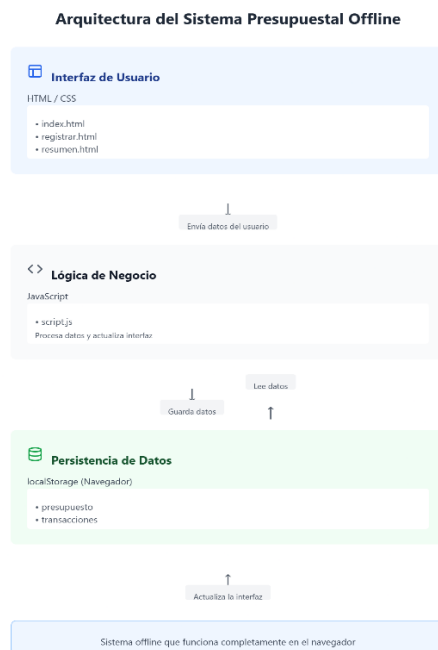 Arquitectura del Sistema Presupuestal Offline
Interfaz de Usuario
HTML / CSS
• index.html
• registrar.html
• resumen.html
Envía datos del usuario
Lógica de Negocio
JavaScript
• script.js
Procesa datos y actualiza interfaz
Lee datos
Guarda datos
Persistencia de Datos
localStorage (Navegador)
• presupuesto
• transacciones
Actualiza la interfaz
Sistema offline que funciona completamente en el navegador